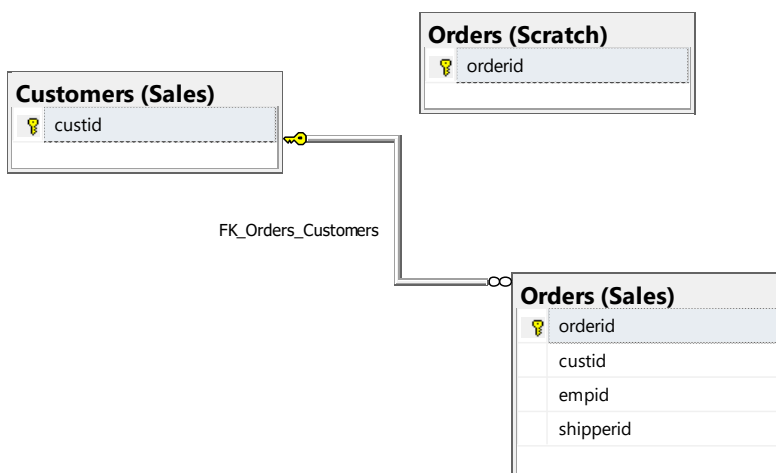 Orders (Scratch)
orderid
Customers (Sales)
custid
FK_Orders_Customers
Orders (Sales)
orderid
custid
empid
shipperid